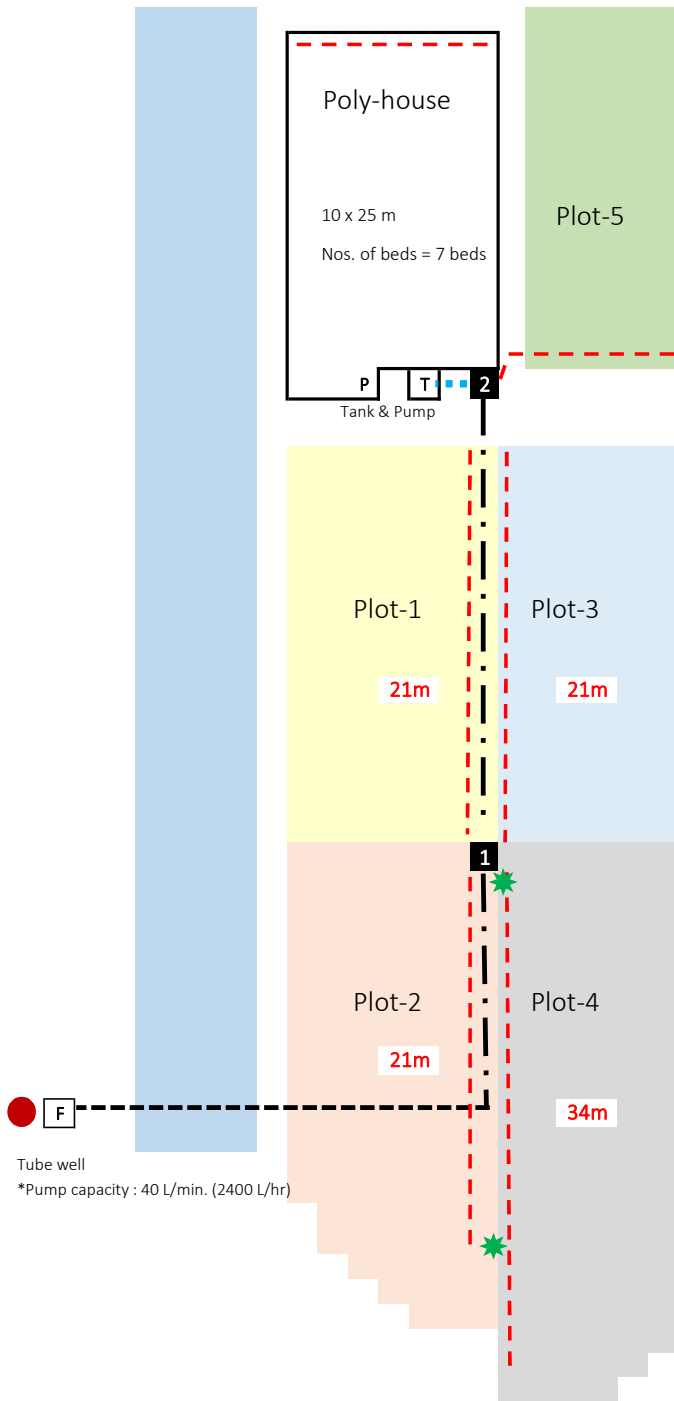 Poly-house
10 x 25 m
Nos. of beds = 7 beds
Plot-5
P
T
2
Tank & Pump
Plot-1
Plot-3
21m
21m
1
Plot-2
Plot-4
21m
F
34m
Tube well
*Pump capacity : 40 L/min. (2400 L/hr)